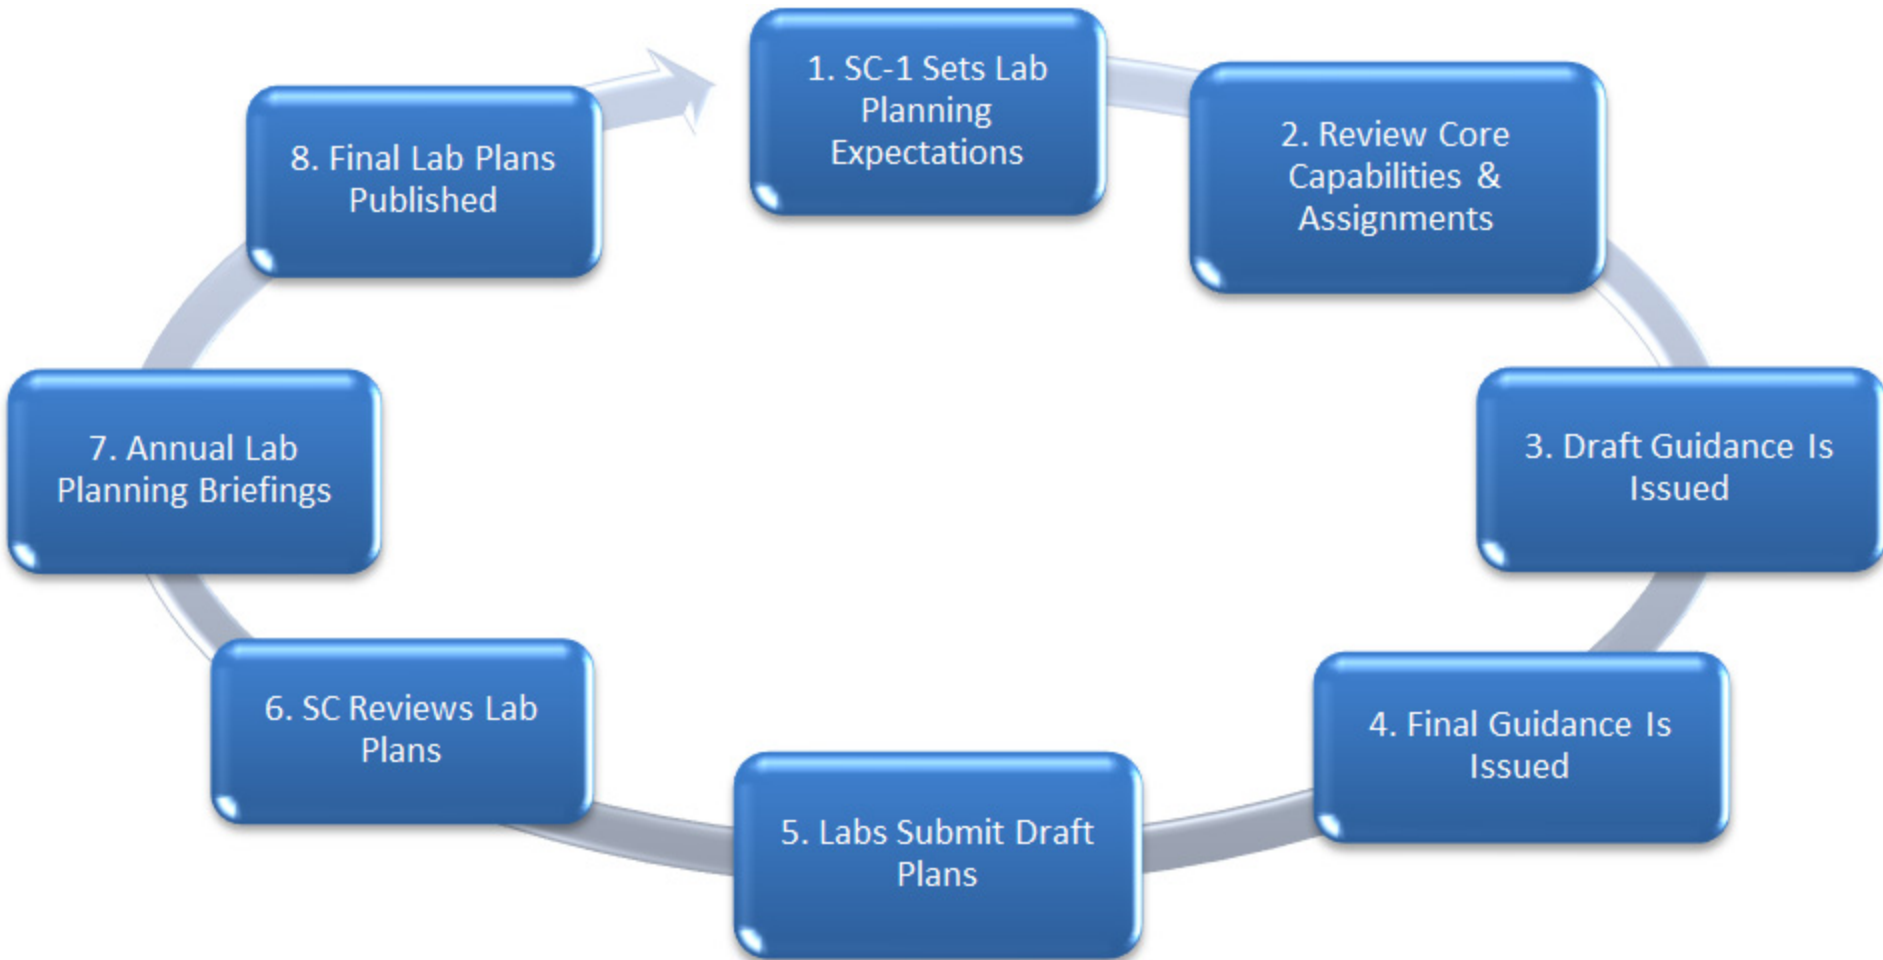 1. SC-1 Sets Lab
Planning
Expectations
2. Review Core
Capabilities &
Assignments
3. Draft Guidance Is
Issued
4. Final Guidance Is
Issued
5. Labs Submit Draft
Plans
6. SC Reviews Lab
Plans
7. Annual Lab
Planning Briefings
8. Final Lab Plans
Published